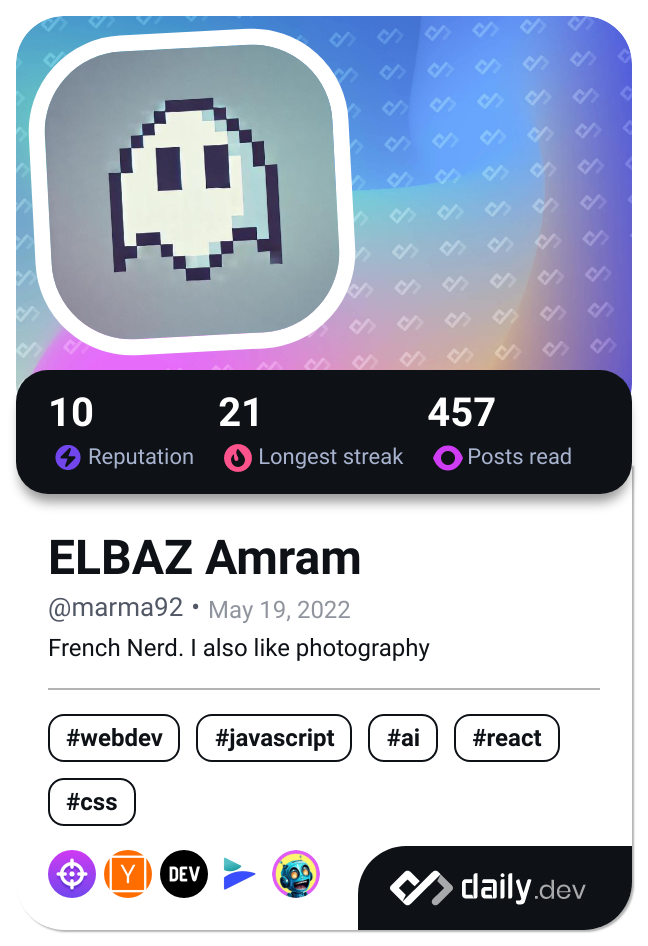 10 21 457
Reputation Longest streak Posts read
ELBAZ Amram
@marma92 • May 19, 2022
French Nerd. I also like photography
#webdev #javascript #ai #react
#css
Y DEV daily.dev